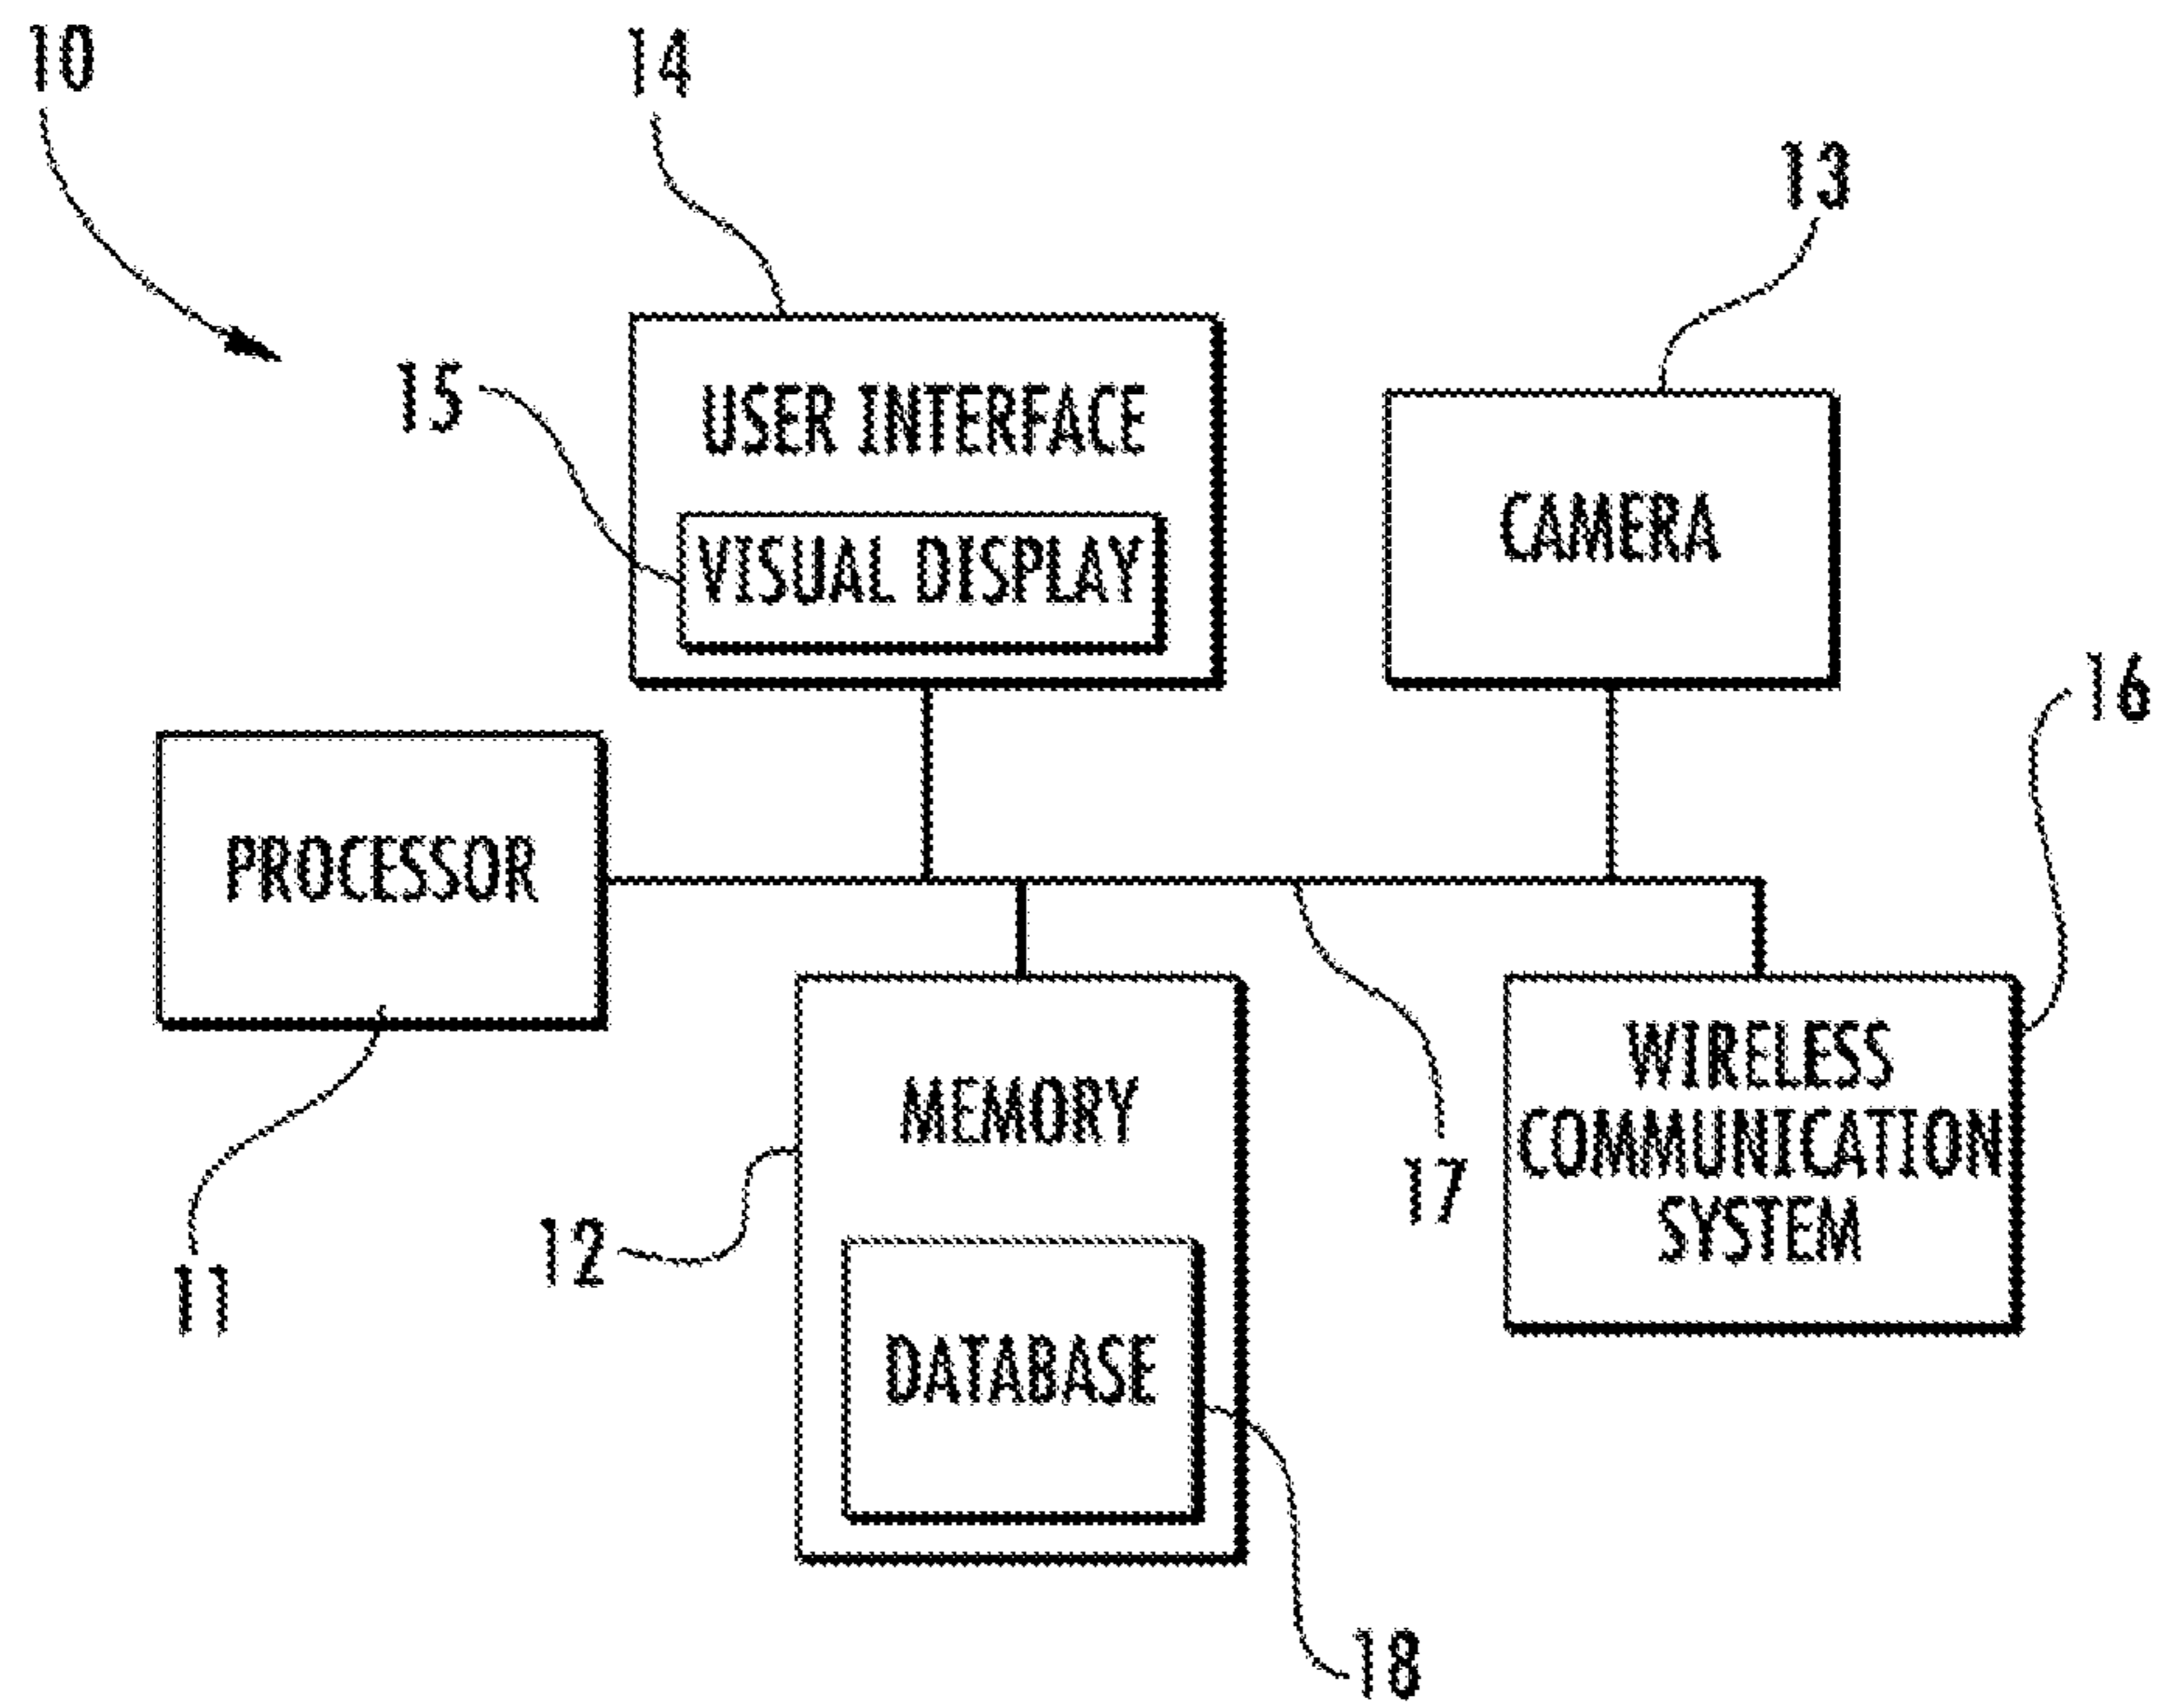 10
14
13
15
USER INTERFACE
VISUAL DISPLAY
CAMERA
16
PROCESSOR
11
MEMORY
12
DATABASE
17
WIRELESS
COMMUNICATION
SYSTEM
18